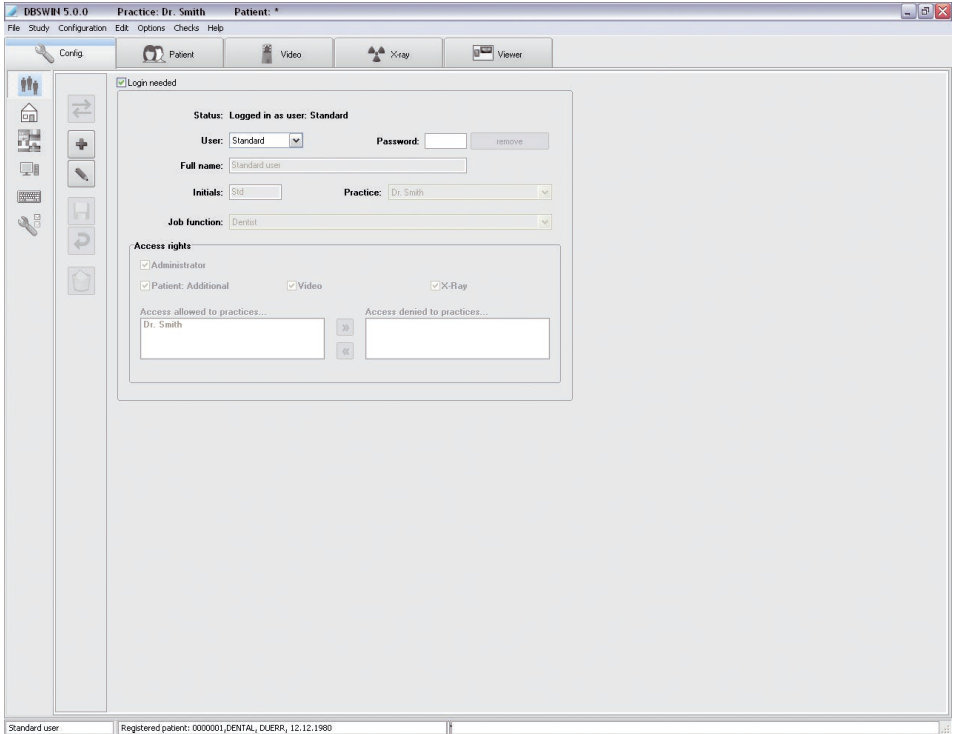 DBSWIN 5.0.0 Practice: Dr. Smith Patient: *
File Study Configuration Edit Options Checks Help
Config. Patient Video X-ray Viewer
Login needed
Status: Logged in as user: Standard
User: Standard Password: remove
Full name: Standard user
Initials: Std Practice: Dr. Smith
Job function: Dentist
Access rights
Administrator
Patient: Additional Video X-Ray
Access allowed to practices... Access denied to practices...
Dr. Smith
Standard user Registered patient: 0000001,DENTAL, DUERR, 12.12.1980 *